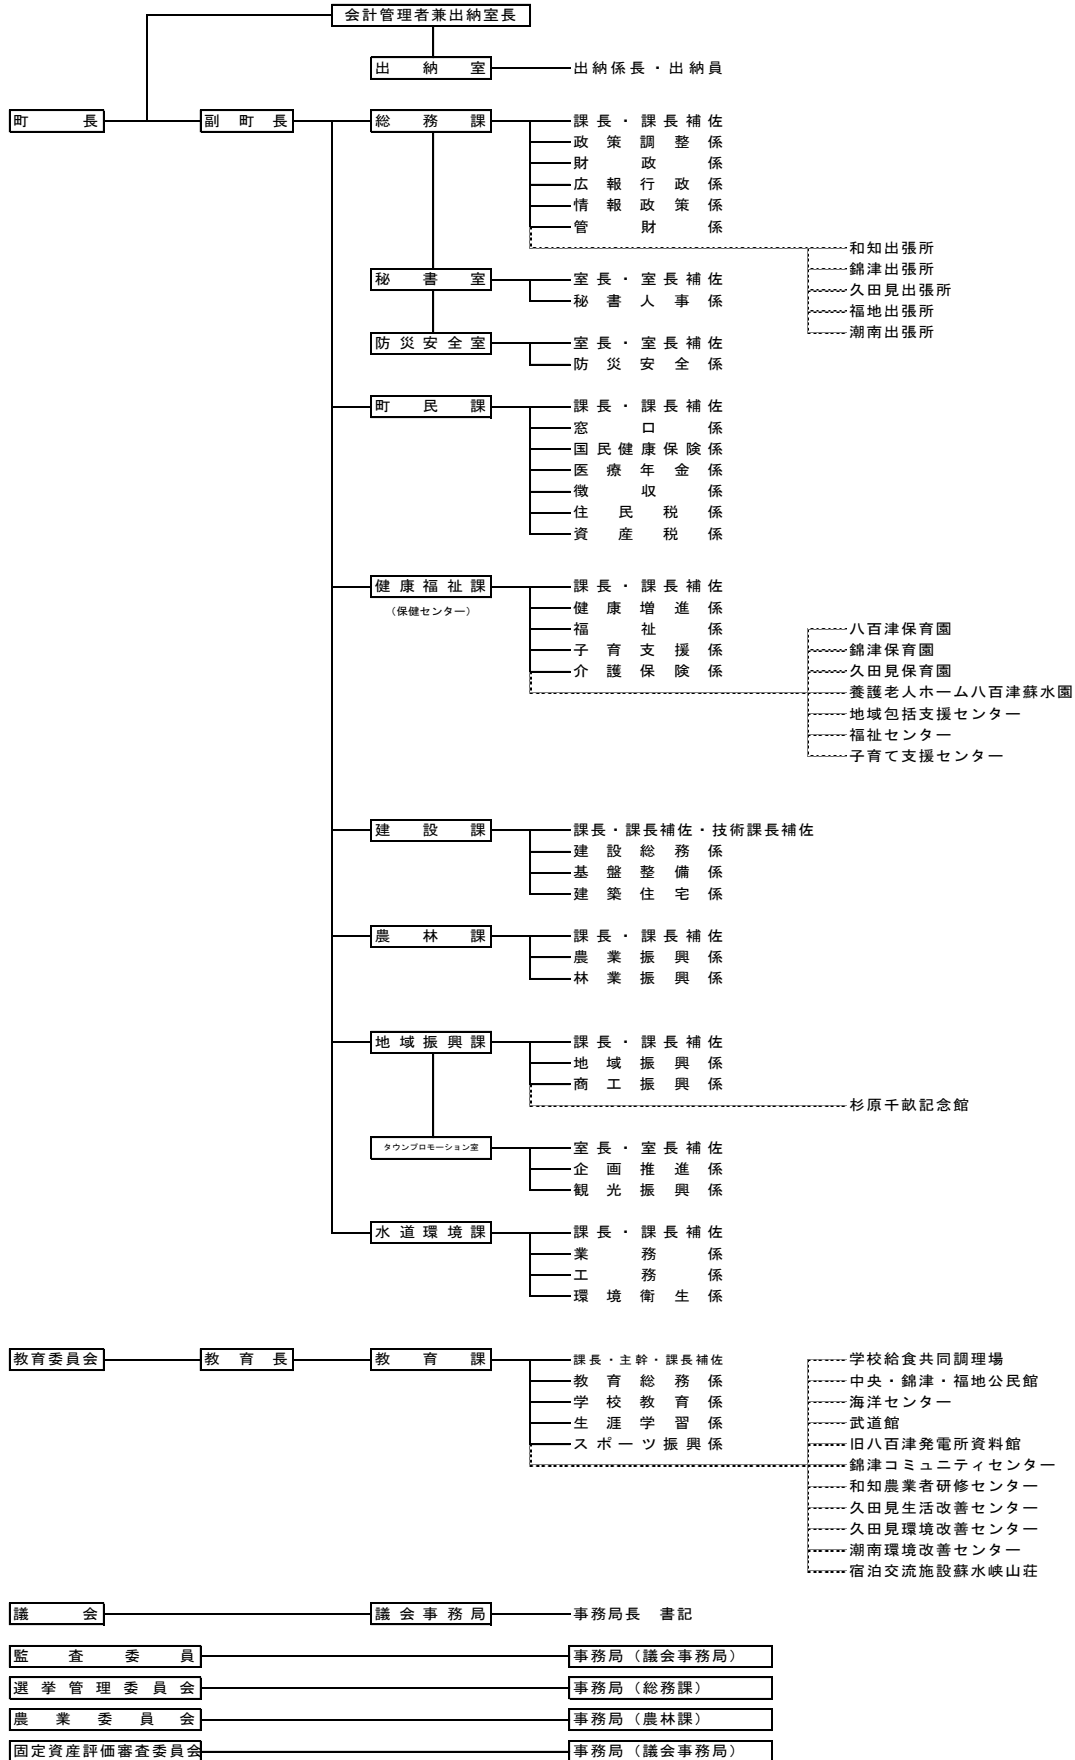 会計管理者兼出納室長
出納室 出納係長・出納員
町長 副町長 総務課 課長・課長補佐
政策調整係
財政係
広報行政係
情報政策係
管財係
和知出張所
錦津出張所
久田見出張所
福地出張所
潮南出張所
秘書室 室長・室長補佐
秘書人事係
防災安全室 室長・室長補佐
防災安全係
町民課 課長・課長補佐
窓口係
国民健康保険係
医療年金係
徴収係
住民税係
資産税係
健康福祉課 課長・課長補佐
(保健センター) 健康増進係
福祉係 八百津保育園
子育支援係 錦津保育園
介護保険係 久田見保育園
養護老人ホーム八百津蘇水園
地域包括支援センター
福祉センター
子育て支援センター
建設課 課長・課長補佐・技術課長補佐
建設総務係
基盤整備係
建築住宅係
農林課 課長・課長補佐
農業振興係
林業振興係
地域振興課 課長・課長補佐
地域振興係
商工振興係
杉原千畝記念館
タウンプロモーション室 室長・室長補佐
企画推進係
観光振興係
水道環境課 課長・課長補佐
業務係
工務係
環境衛生係
教育委員会 教育長 教育課 課長・主幹・課長補佐 学校給食共同調理場
教育総務係 中央・錦津・福地公民館
学校教育係 海洋センター
生涯学習係 武道館
スポーツ振興係 旧八百津発電所資料館
錦津コミュニティセンター
和知農業者研修センター
久田見生活改善センター
久田見環境改善センター
潮南環境改善センター
宿泊交流施設蘇水峡山荘
議会 議会事務局 事務局長 書記
監査委員 事務局(議会事務局)
選挙管理委員会 事務局(総務課)
農業委員会 事務局(農林課)
固定資産評価審査委員会 事務局(議会事務局)